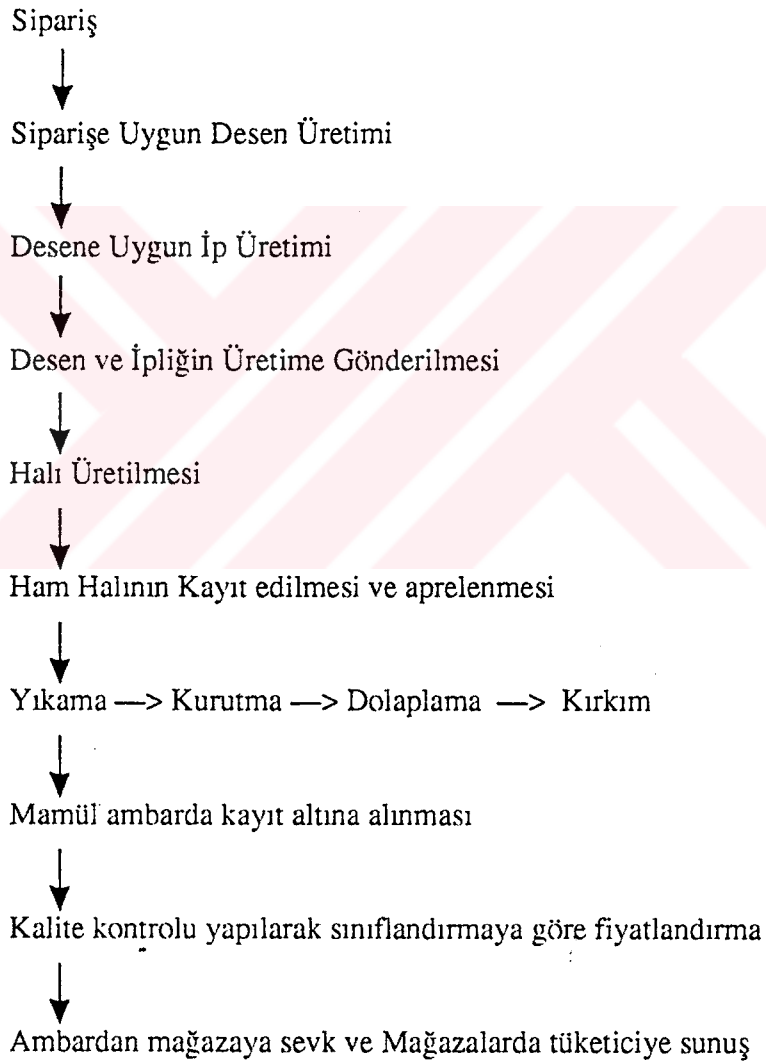 Sipariş
Siparişe Uygun Desen Üretimi
Desene Uygun İp Üretimi
Desen ve İpliğin Üretime Gönderilmesi
Halı Üretilmesi
Ham Halının Kayıt edilmesi ve aprelenmesi
Yıkama —> Kurutma —> Dolaplama —> Kırkım
Mamül ambarda kayıt altına alınması
Kalite kontrolu yapılarak sınıflandırmaya göre fiyatlandırma
Ambardan mağazaya sevk ve Mağazalarda tüketiciye sunuş